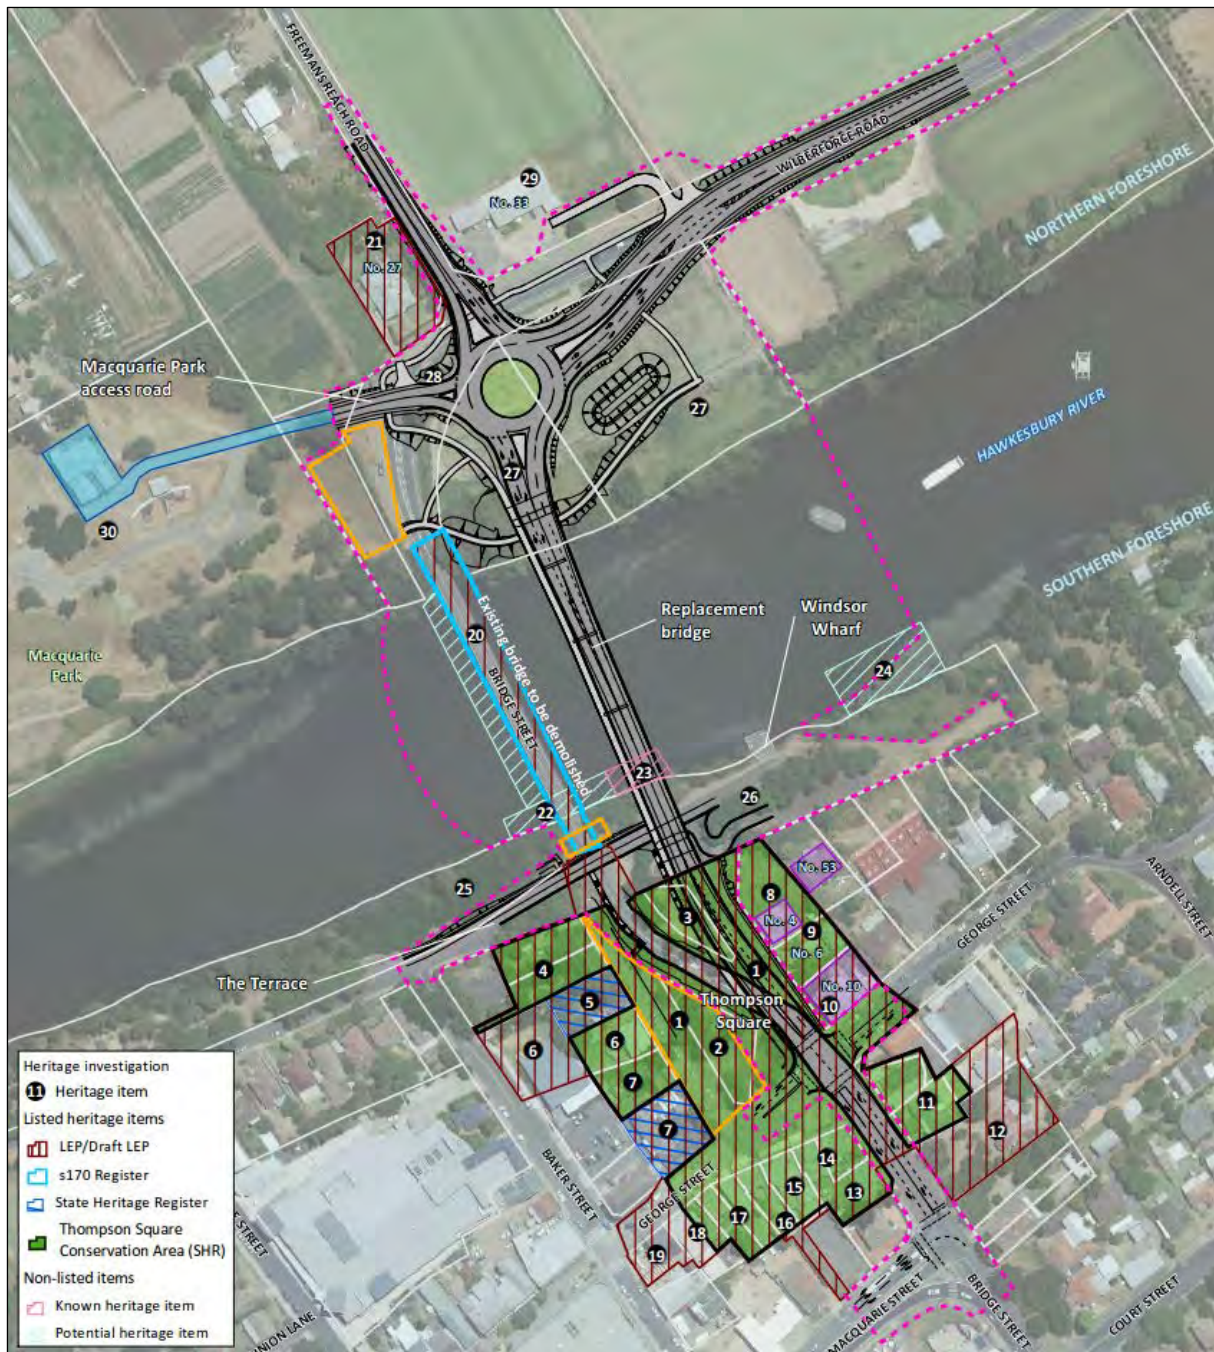 FREEMANS REACH ROAD
WILBERFORCE ROAD
29
No. 33
NORTHERN FORESHORE
21
No. 27
Macquarie Park
access road
28
27
HAWKESBURY RIVER
27
30
SOUTHERN FORESHORE
Existing bridge to be demolished
20
BRIDGE STREET
Replacement
bridge
Windsor
Wharf
24
Macquarie
Park
23
22
26
25
No. 53
8
No. 4
9
3
No. 6
GEORGE STREET
ARNDELL STREET
The Terrace
4
1
No. 10
10
5
Thompson
Square
1
2
6
6
7
7
11
12
BAKER STREET
GEORGE STREET
14
15
13
17
16
18
19
MACQUARIE STREET
BRIDGE STREET
COURT STREET
E STREET
NION LANE
Heritage investigation
11 Heritage item
Listed heritage items
LEP/Draft LEP
s170 Register
State Heritage Register
Thompson Square
Conservation Area (SHR)
Non-listed items
Known heritage item
Potential heritage item